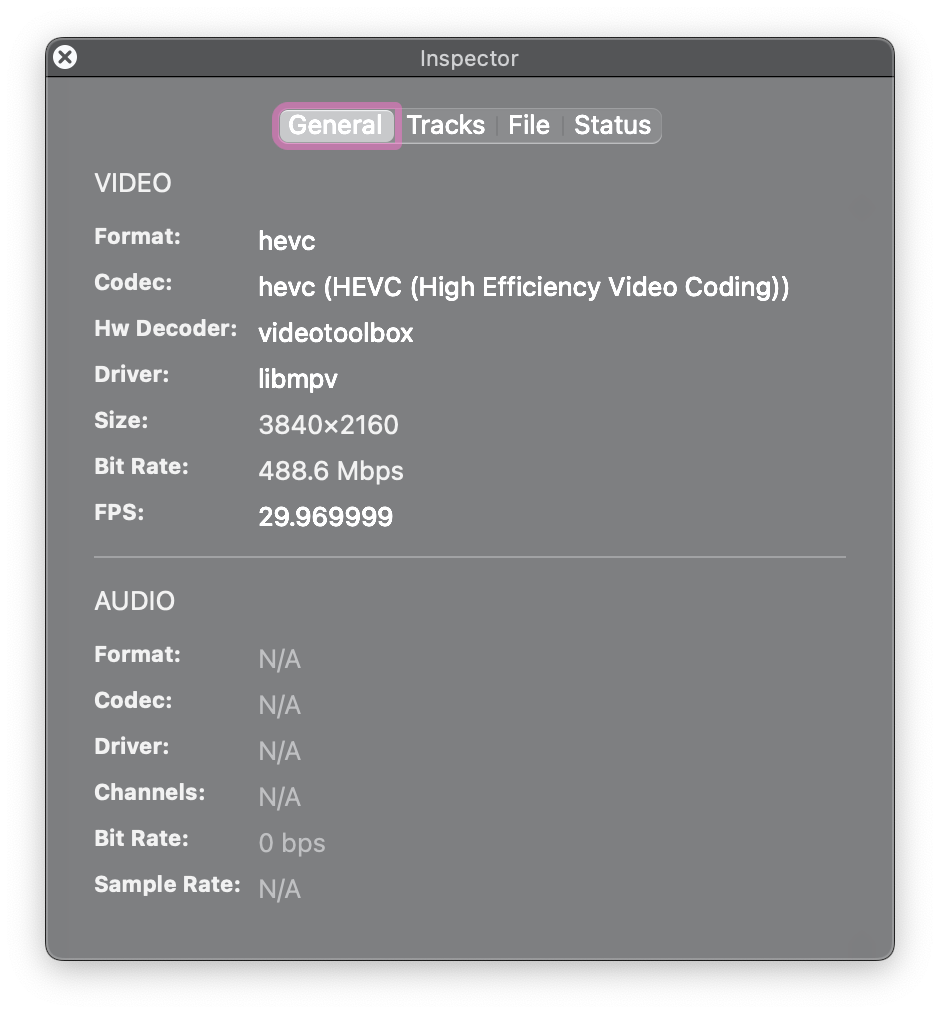 Inspector
General Tracks File Status
VIDEO
Format: hevc
Codec: hevc (HEVC (High Efficiency Video Coding))
Hw Decoder: videotoolbox
Driver: libmpv
Size: 3840×2160
Bit Rate: 488.6 Mbps
FPS: 29.969999
AUDIO
Format: N/A
Codec: N/A
Driver: N/A
Channels: N/A
Bit Rate: 0 bps
Sample Rate: N/A